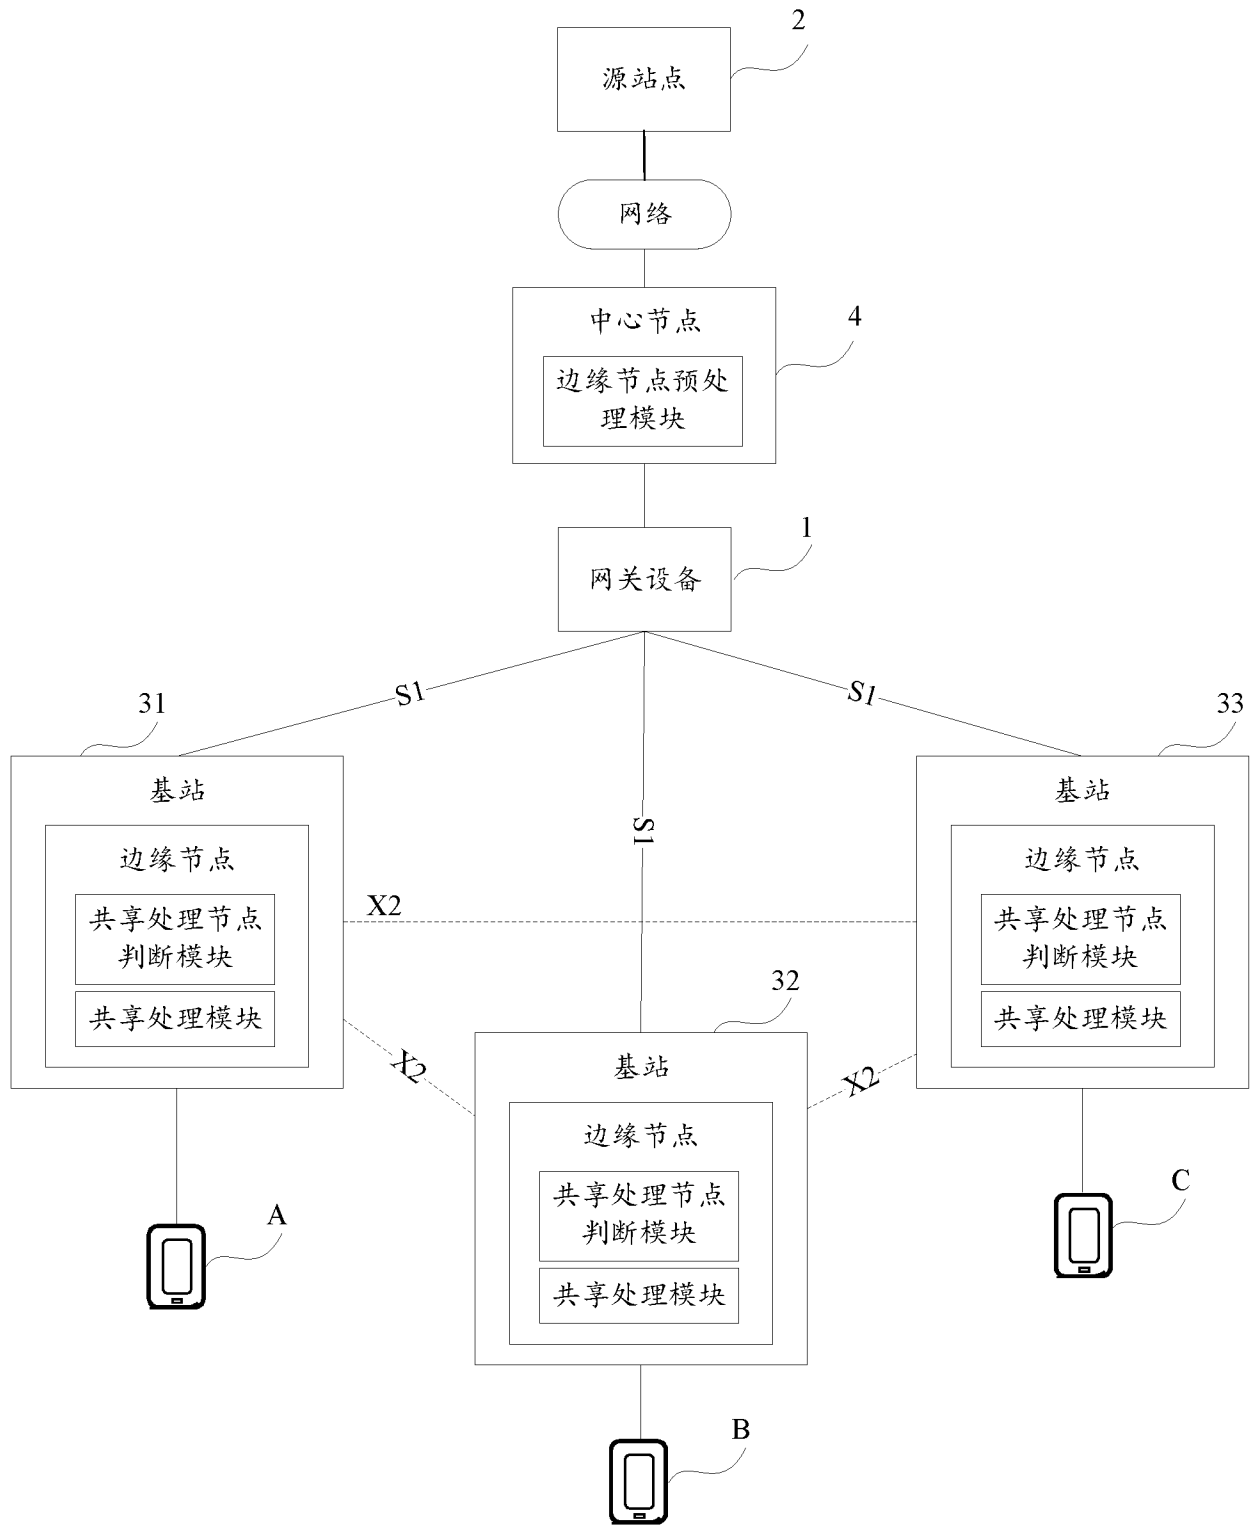 2
源站点
网络
中心节点
4
边缘节点预处
理模块
1
网关设备
S1
S1
S1
31
33
基站
边缘节点
共享处理节点
判断模块
共享处理模块
基站
边缘节点
共享处理节点
判断模块
共享处理模块
X2
X2
X2
32
基站
边缘节点
共享处理节点
判断模块
共享处理模块
A
C
B